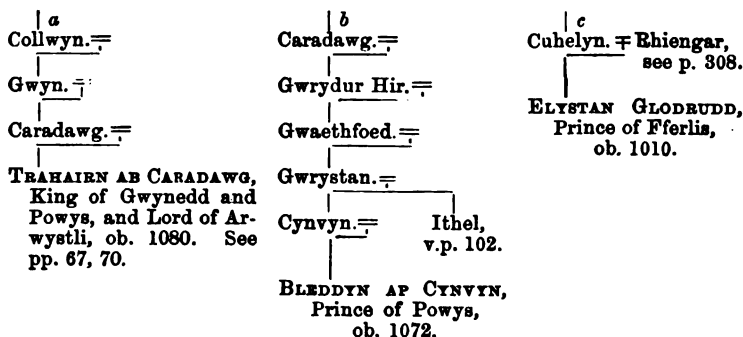 a
Collwyn.=
Gwyn.=
Caradawg.=
TRAHAIRN AB CARADAWG,
King of Gwynedd and
Powys, and Lord of Ar-
wystli, ob. 1080. See
pp. 67, 70.
b
Caradawg.=
Gwrydur Hir.=
Gwaethfoed.=
Gwrystan.=
Cynvyn.= Ithel,
v.p. 102.
BLEDDYN AP CYNVYN,
Prince of Powys,
ob. 1072.
c
Cuhelyn.=Rhiengar,
see p. 308.
ELYSTAN GLODRUDD,
Prince of Fferlis,
ob. 1010.